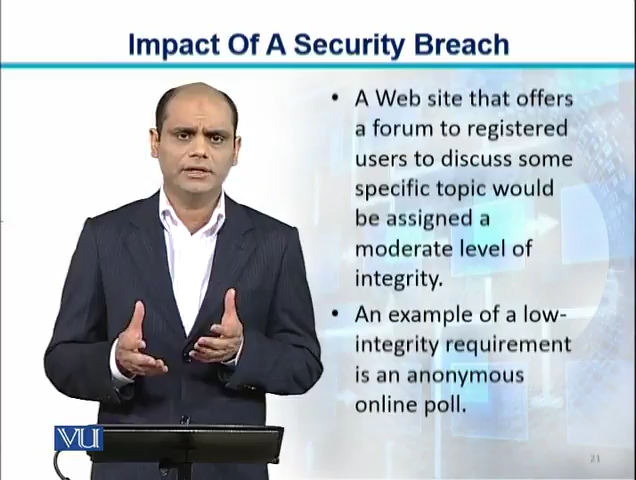 Impact Of A Security Breach
• A Web site that offers
a forum to registered
users to discuss some
specific topic would
be assigned a
moderate level of
integrity.
• An example of a low-
integrity requirement
is an anonymous
online poll.
VU
21